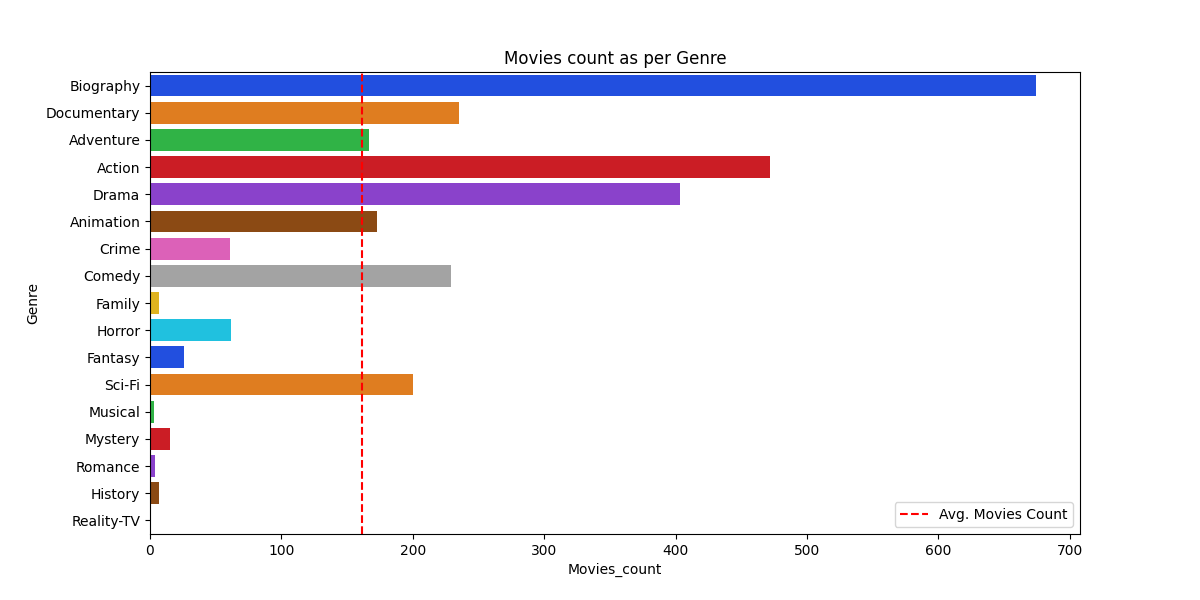 Movies count as per Genre
Genre
Biography
Documentary
Adventure
Action
Drama
Animation
Crime
Comedy
Family
Horror
Fantasy
Sci-Fi
Musical
Mystery
Romance
History
Reality-TV
Avg. Movies Count
0 100 200 300 400 500 600 700
Movies_count